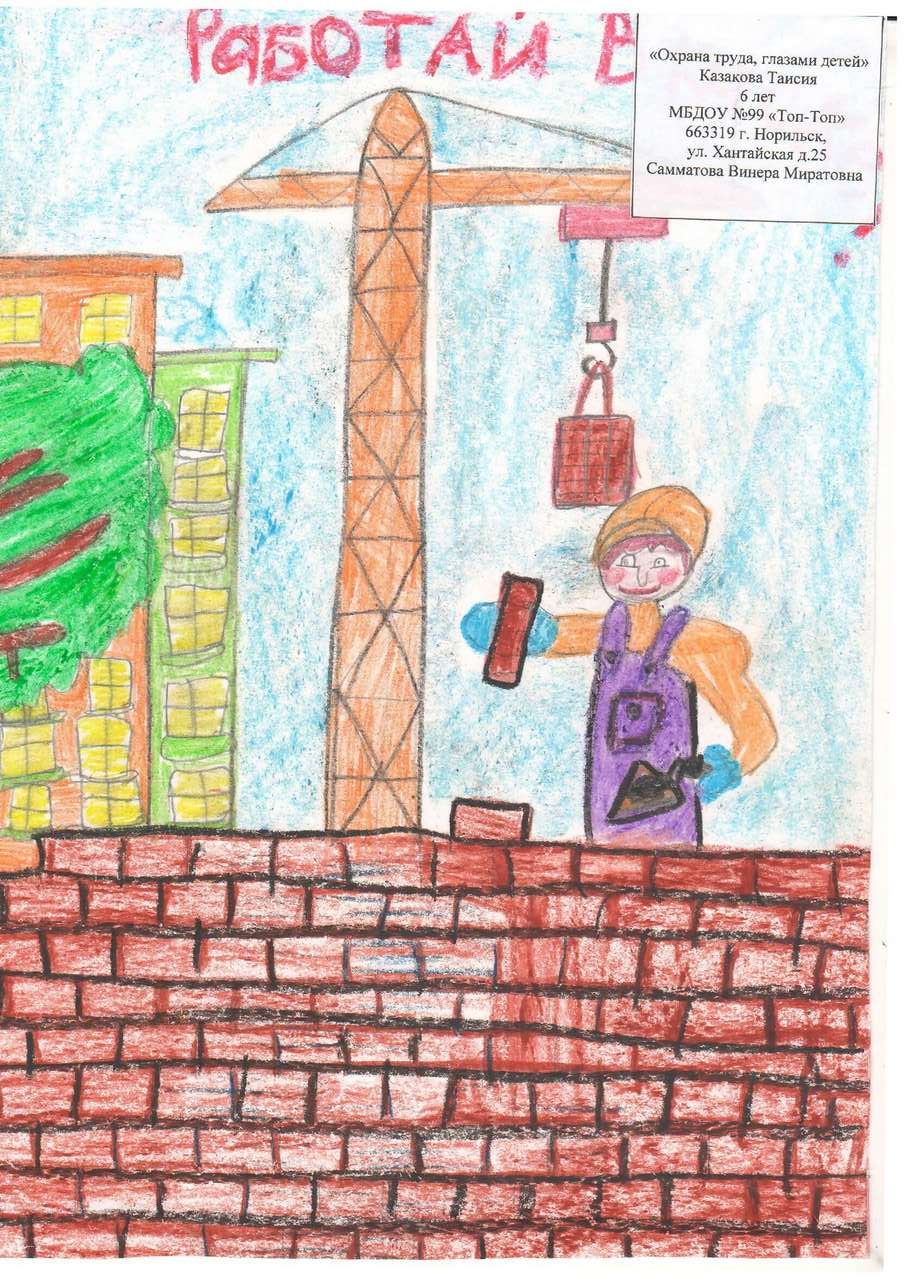 РАБОТАЙ В
«Охрана труда, глазами детей»
Казакова Таисия
6 лет
МБДОУ №99 «Топ-Топ»
663319 г. Норильск,
ул. Хантайская д.25
Самматова Винера Миратовна